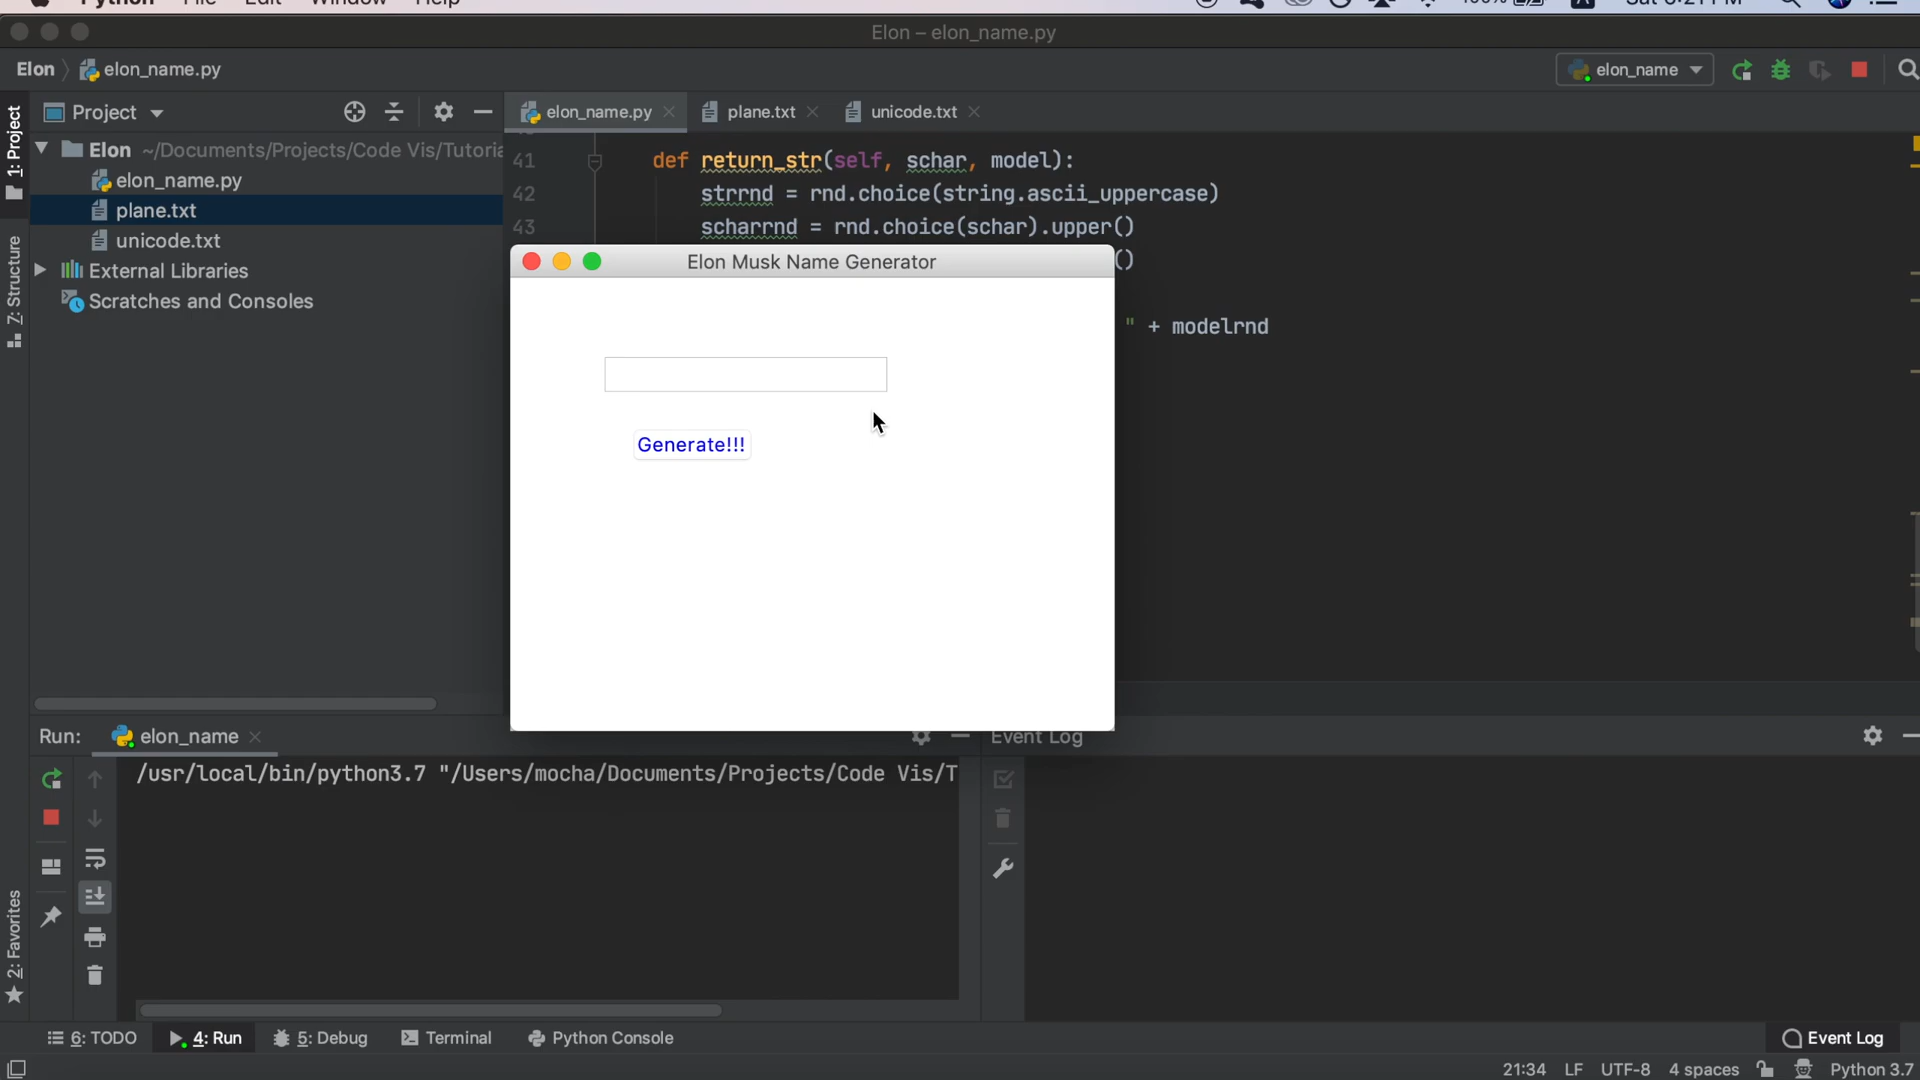 Python File Edit Window Help
Elon – elon_name.py
Elon elon_name.py
elon_name
Project
elon_name.py plane.txt unicode.txt
1: Project
Z: Structure
2: Favorites
Elon ~/Documents/Projects/Code Vis/Tutoria
elon_name.py
plane.txt
unicode.txt
External Libraries
Scratches and Consoles
41 def return_str(self, schar, model):
42 strrnd = rnd.choice(string.ascii_uppercase)
43 scharrnd = rnd.choice(schar).upper()
()
" + modelrnd
Elon Musk Name Generator
Generate!!!
Run: elon_name
Event Log
/usr/local/bin/python3.7 "/Users/mocha/Documents/Projects/Code Vis/T
6: TODO 4: Run 5: Debug Terminal Python Console Event Log
21:34 LF UTF-8 4 spaces Python 3.7